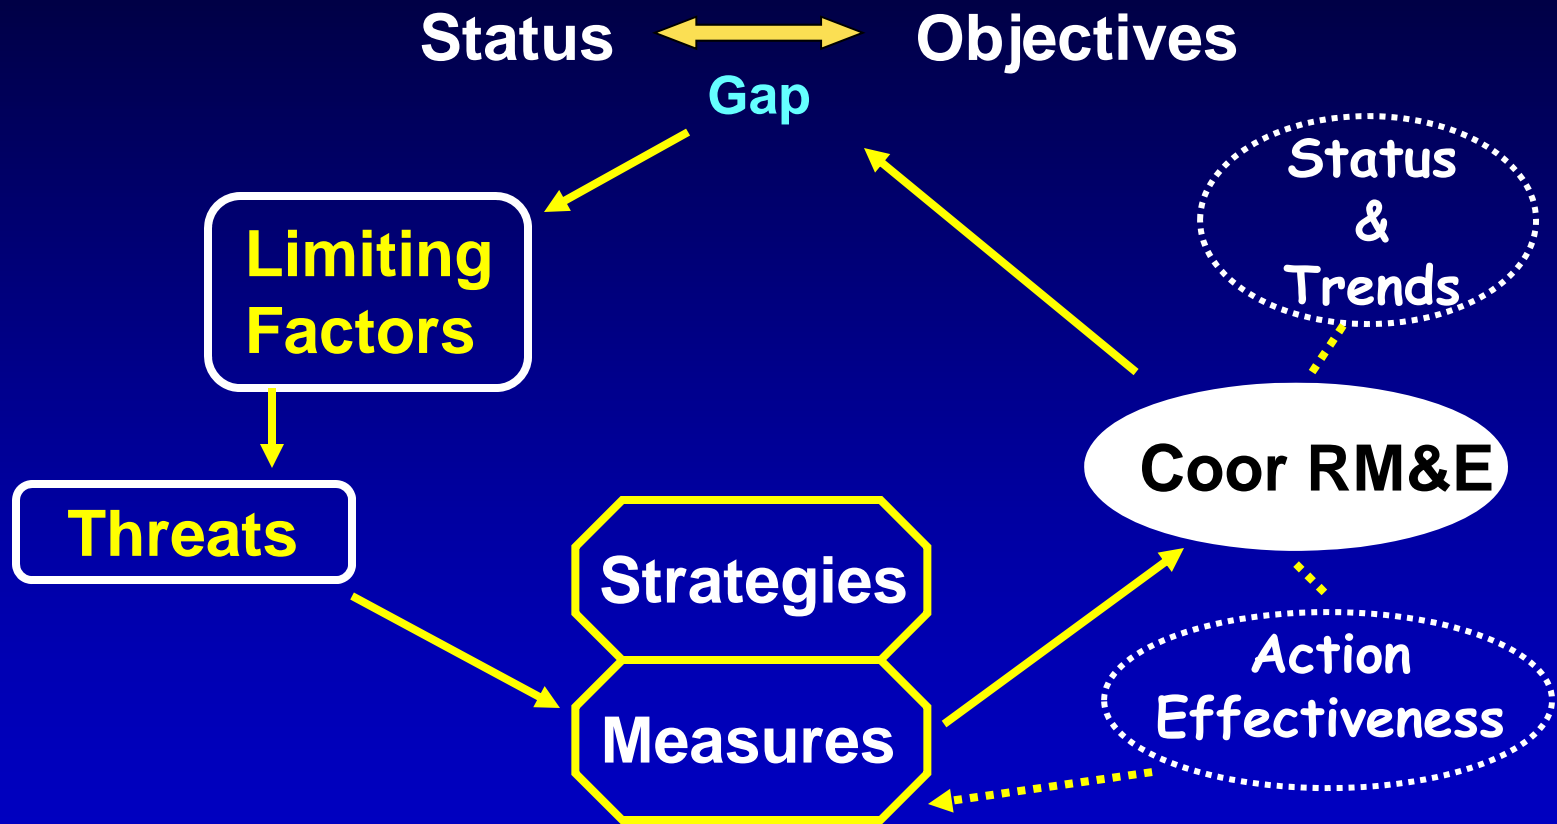 Status
Objectives
Gap
Status
&
Trends
Limiting
Factors
Coor RM&E
Threats
Strategies
Measures
Action
Effectiveness